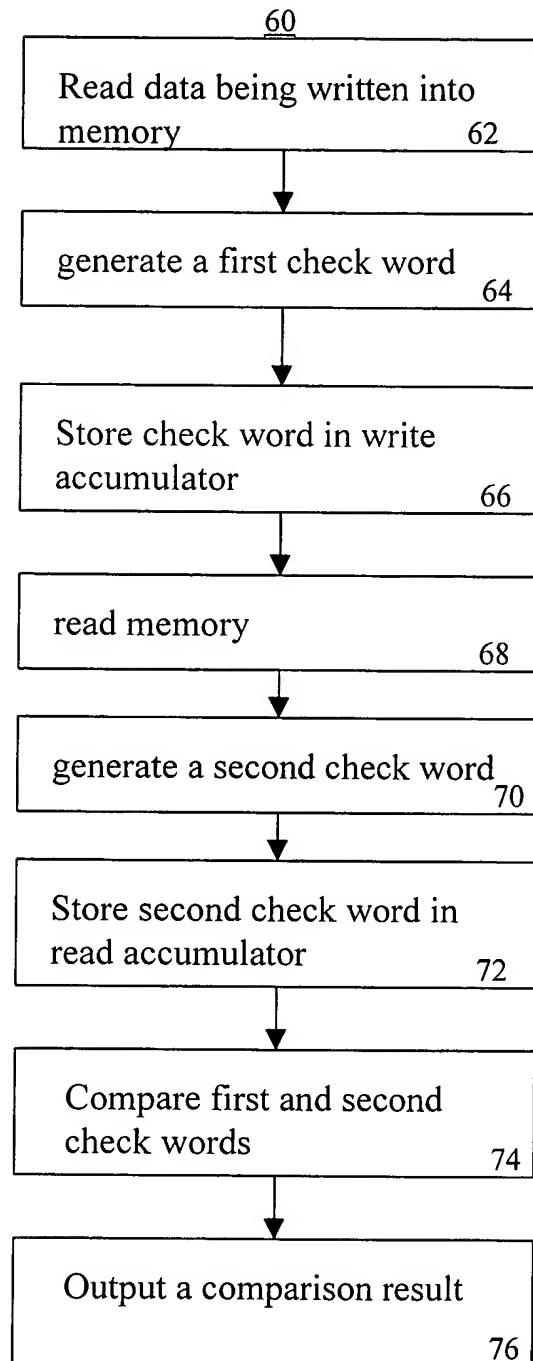 60
Read data being written into
memory 62
generate a first check word
64
Store check word in write
accumulator 66
read memory 68
generate a second check word
70
Store second check word in
read accumulator 72
Compare first and second
check words 74
Output a comparison result
76